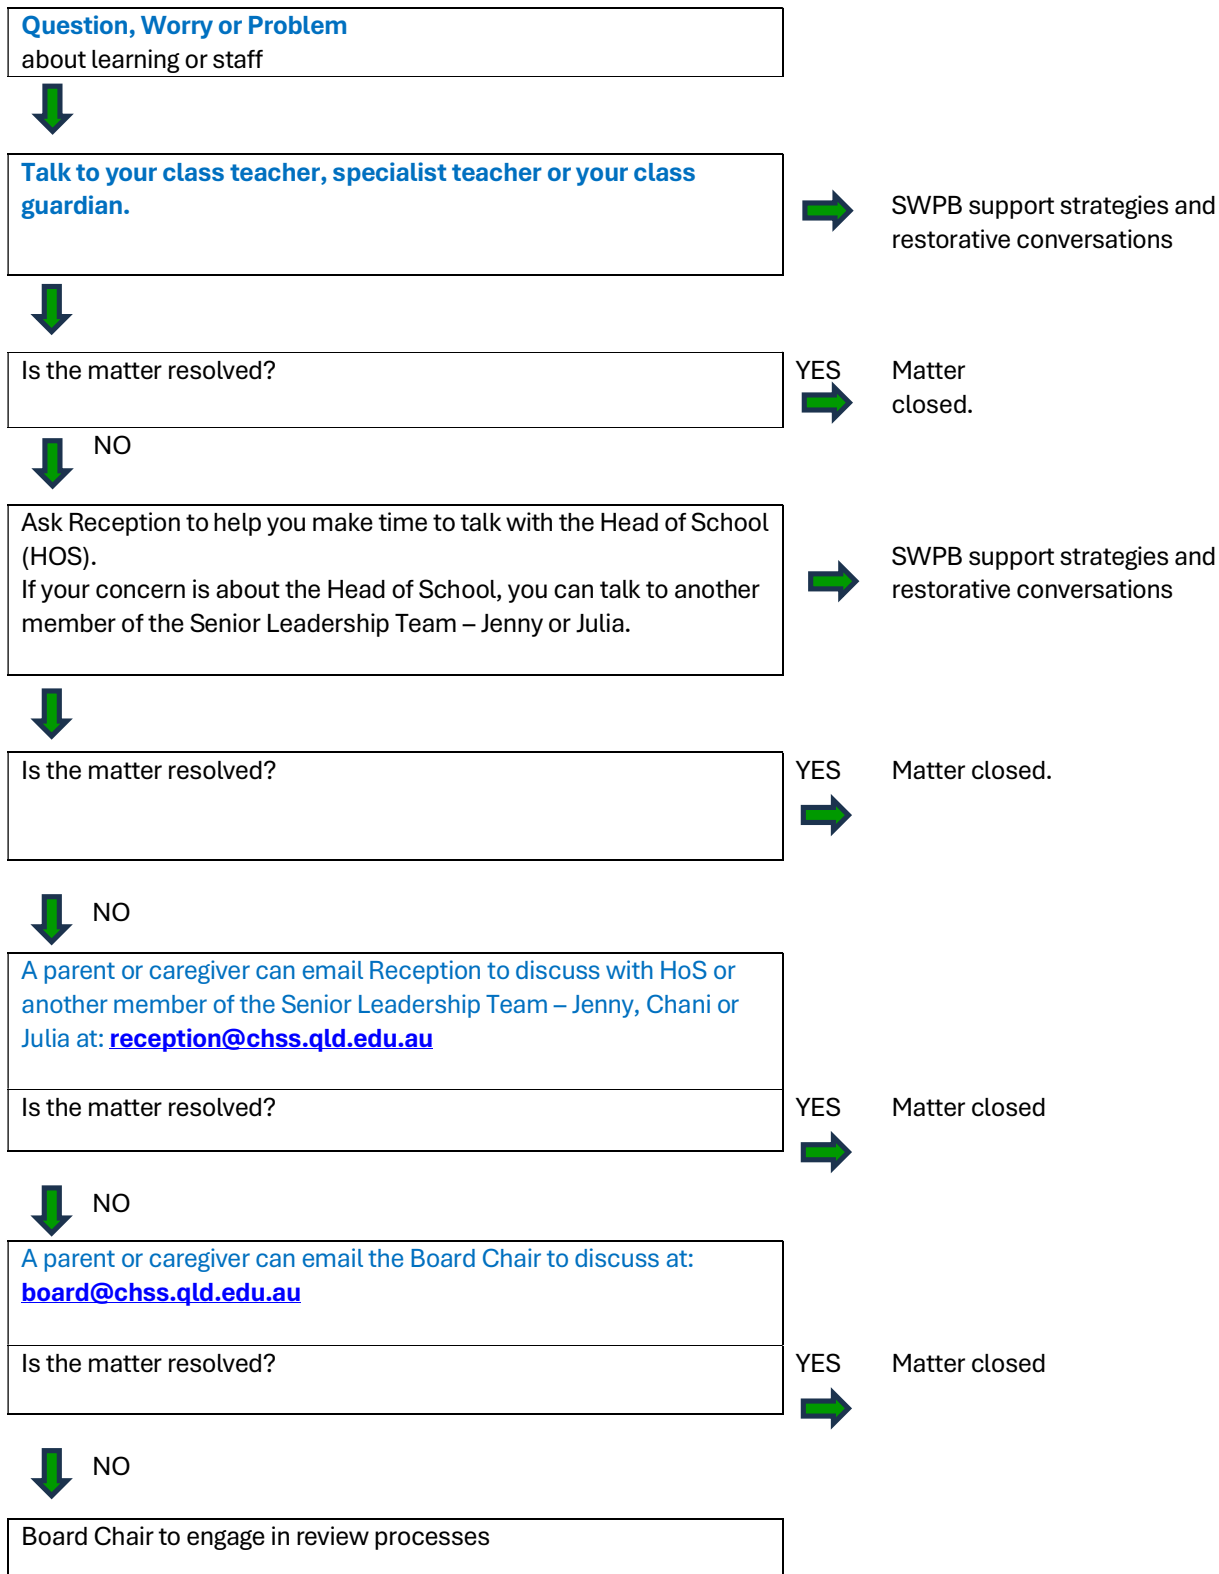 Question, Worry or Problem
about learning or staff
Talk to your class teacher, specialist teacher or your class
guardian.
SWPB support strategies and
restorative conversations
Is the matter resolved?
YES
Matter
closed.
NO
Ask Reception to help you make time to talk with the Head of School
(HOS).
If your concern is about the Head of School, you can talk to another
member of the Senior Leadership Team – Jenny or Julia.
SWPB support strategies and
restorative conversations
Is the matter resolved?
YES
Matter closed.
NO
A parent or caregiver can email Reception to discuss with HoS or
another member of the Senior Leadership Team – Jenny, Chani or
Julia at: reception@chss.qld.edu.au
Is the matter resolved?
YES
Matter closed
NO
A parent or caregiver can email the Board Chair to discuss at:
board@chss.qld.edu.au
Is the matter resolved?
YES
Matter closed
NO
Board Chair to engage in review processes